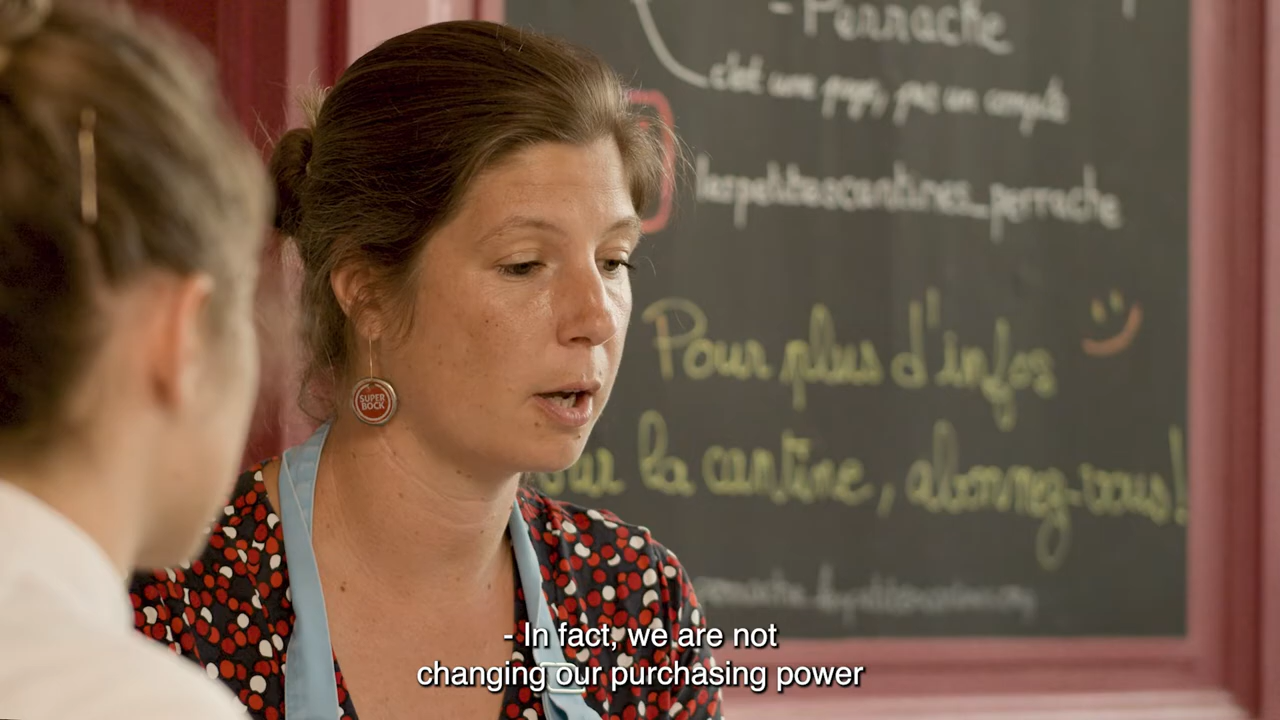 - Perrache
c'est une page, pas un compte
lespetitescantines_perrache
Pour plus d'infos
sur la cantine, abonnez-vous!
SUPER
BOCK
- In fact, we are not
changing our purchasing power